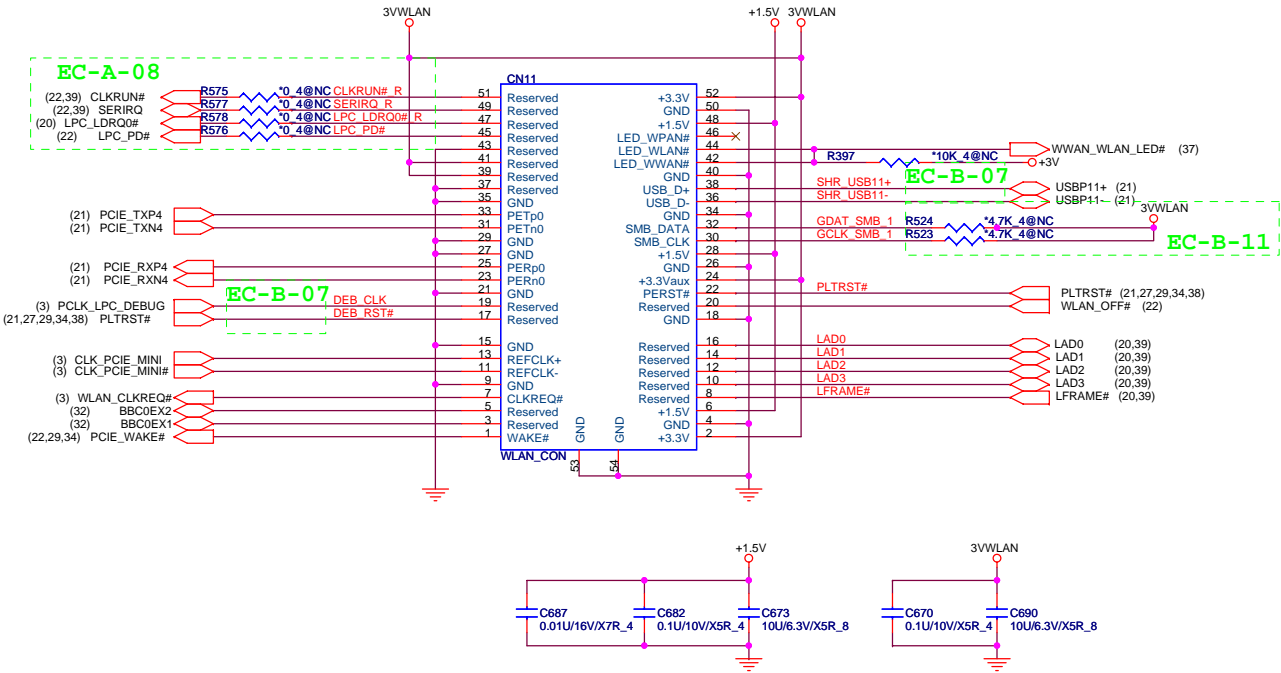 3VWLAN
+1.5V 3VWLAN
EC-A-08
CN11
(22,39) CLKRUN# R575 *0_4@NC CLKRUN#_R 51 Reserved
(22,39) SERIRQ R577 *0_4@NC SERIRQ_R 49 Reserved
(20) LPC_LDRQ0# R578 *0_4@NC LPC_LDRQ0#_R 47 Reserved
(22) LPC_PD# R576 *0_4@NC LPC_PD# 45 Reserved
43 Reserved
41 Reserved
39 Reserved
37 Reserved
35 GND
(21) PCIE_TXP4 33 PETp0
(21) PCIE_TXN4 31 PETn0
29 GND
27 GND
(21) PCIE_RXP4 25 PERp0
(21) PCIE_RXN4 23 PERn0
21 GND
EC-B-07
(3) PCLK_LPC_DEBUG DEB_CLK 19 Reserved
(21,27,29,34,38) PLTRST# DEB_RST# 17 Reserved
15 GND
(3) CLK_PCIE_MINI 13 REFCLK+
(3) CLK_PCIE_MINI# 11 REFCLK-
9 GND
(3) WLAN_CLKREQ# 7 CLKREQ#
(32) BBC0EX2 5 Reserved
(32) BBC0EX1 3 Reserved
(22,29,34) PCIE_WAKE# 1 WAKE#
+3.3V 52
GND 50
+1.5V 48
LED_WPAN# 46
LED_WLAN# 44 WWAN_WLAN_LED# (37)
LED_WWAN# 42 R397 *10K_4@NC +3V
GND 40
EC-B-07
USB_D+ 38 SHR_USB11+ USBP11+ (21)
USB_D- 36 SHR_USB11- USBP11- (21)
GND 34
3VWLAN
SMB_DATA 32 GDAT_SMB_1 R524 *4.7K_4@NC
SMB_CLK 30 GCLK_SMB_1 R523 *4.7K_4@NC
EC-B-11
+1.5V 28
GND 26
+3.3Vaux 24
PERST# 22 PLTRST# PLTRST# (21,27,29,34,38)
Reserved 20 WLAN_OFF# (22)
GND 18
Reserved 16 LAD0 LAD0 (20,39)
Reserved 14 LAD1 LAD1 (20,39)
Reserved 12 LAD2 LAD2 (20,39)
Reserved 10 LAD3 LAD3 (20,39)
Reserved 8 LFRAME# LFRAME# (20,39)
+1.5V 6
GND 4
+3.3V 2
GND GND
WLAN_CON
53 54
+1.5V
3VWLAN
C687
0.01U/16V/X7R_4
C682
0.1U/10V/X5R_4
C673
10U/6.3V/X5R_8
C670
0.1U/10V/X5R_4
C690
10U/6.3V/X5R_8